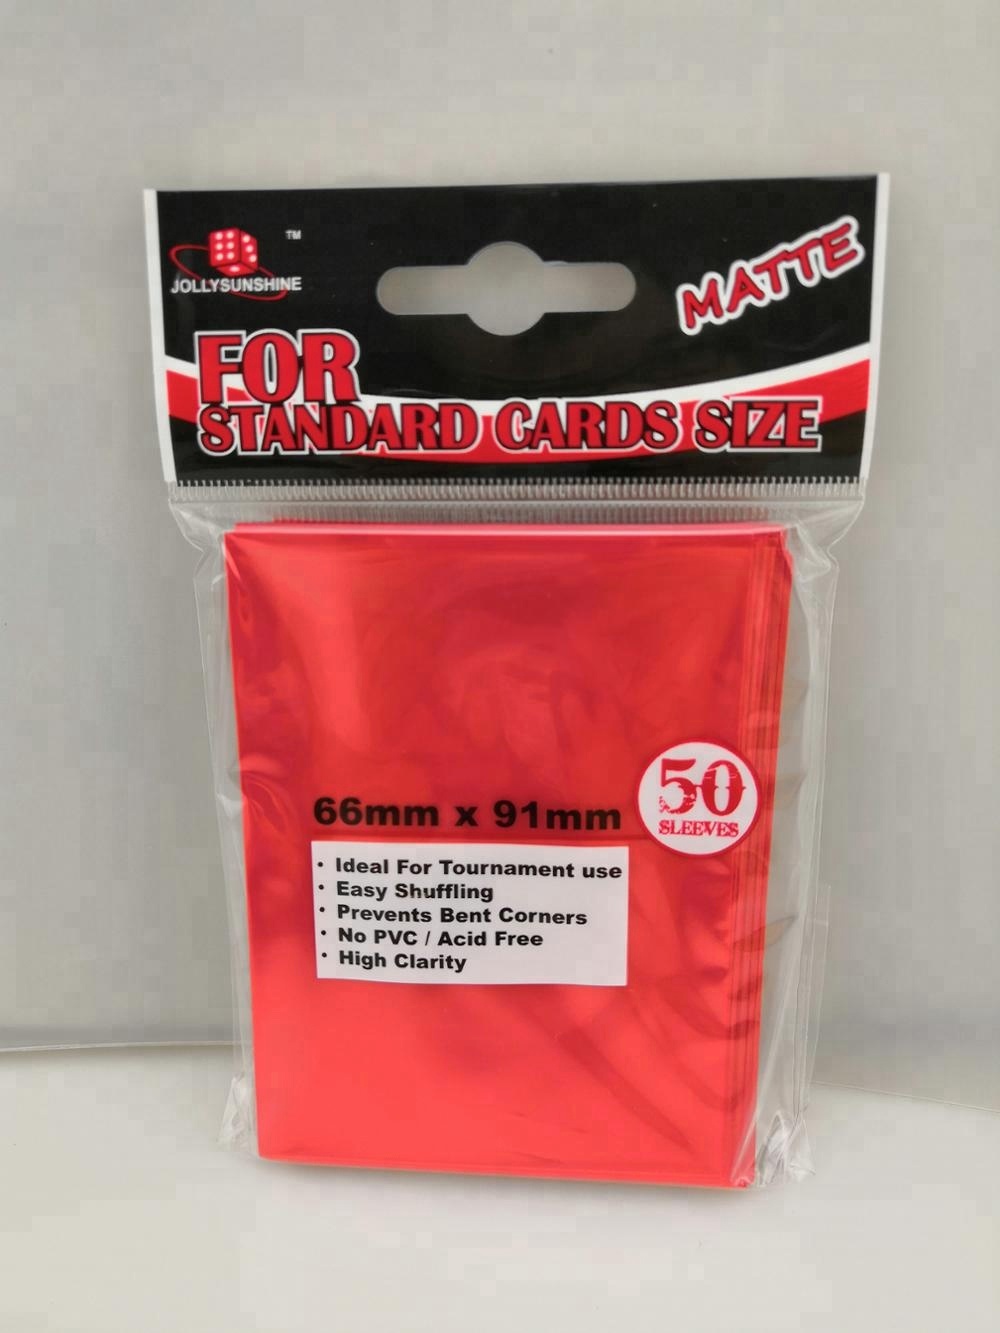 TM
JOLLYSUNSHINE
MATTE
FOR
STANDARD CARDS SIZE
66mm x 91mm
50
SLEEVES
• Ideal For Tournament use
• Easy Shuffling
• Prevents Bent Corners
• No PVC / Acid Free
• High Clarity